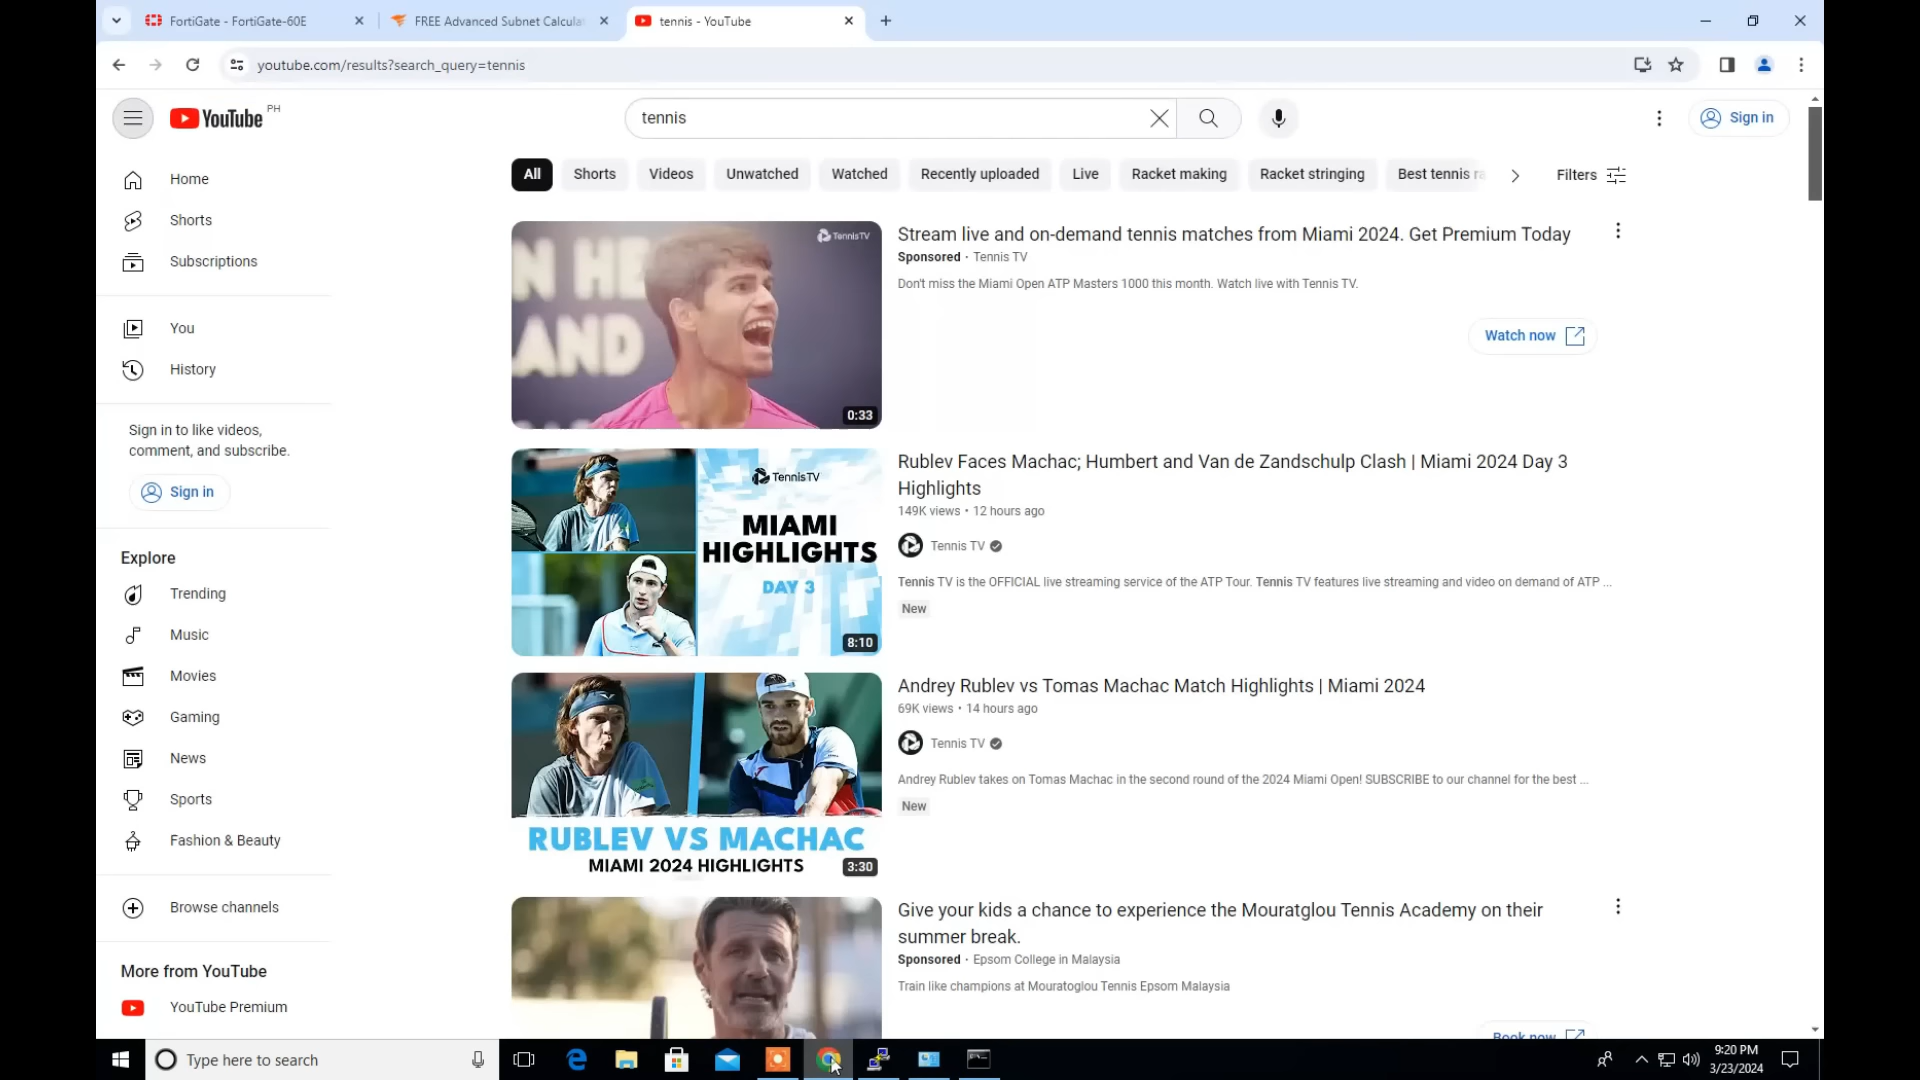 FortiGate - FortiGate-60E
FREE Advanced Subnet Calcula
tennis - YouTube
youtube.com/results?search_query=tennis
YouTube PH
tennis
Sign in
All
Shorts
Videos
Unwatched
Watched
Recently uploaded
Live
Racket making
Racket stringing
Best tennis ra
Filters
Home
Shorts
Subscriptions
You
History
Sign in to like videos,
comment, and subscribe.
Sign in
Explore
Trending
Music
Movies
Gaming
News
Sports
Fashion & Beauty
Browse channels
More from YouTube
YouTube Premium
TennisTV
N HE
AND
0:33
Stream live and on-demand tennis matches from Miami 2024. Get Premium Today
Sponsored · Tennis TV
Don't miss the Miami Open ATP Masters 1000 this month. Watch live with Tennis TV.
Watch now
TennisTV
MIAMI
HIGHLIGHTS
DAY 3
8:10
Rublev Faces Machac; Humbert and Van de Zandschulp Clash | Miami 2024 Day 3
Highlights
149K views • 12 hours ago
Tennis TV
Tennis TV is the OFFICIAL live streaming service of the ATP Tour. Tennis TV features live streaming and video on demand of ATP ...
New
RUBLEV VS MACHAC
MIAMI 2024 HIGHLIGHTS
3:30
Andrey Rublev vs Tomas Machac Match Highlights | Miami 2024
69K views • 14 hours ago
Tennis TV
Andrey Rublev takes on Tomas Machac in the second round of the 2024 Miami Open! SUBSCRIBE to our channel for the best ...
New
Give your kids a chance to experience the Mouratglou Tennis Academy on their
summer break.
Sponsored · Epsom College in Malaysia
Train like champions at Mouratoglou Tennis Epsom Malaysia
Book now
Type here to search
9:20 PM
3/23/2024